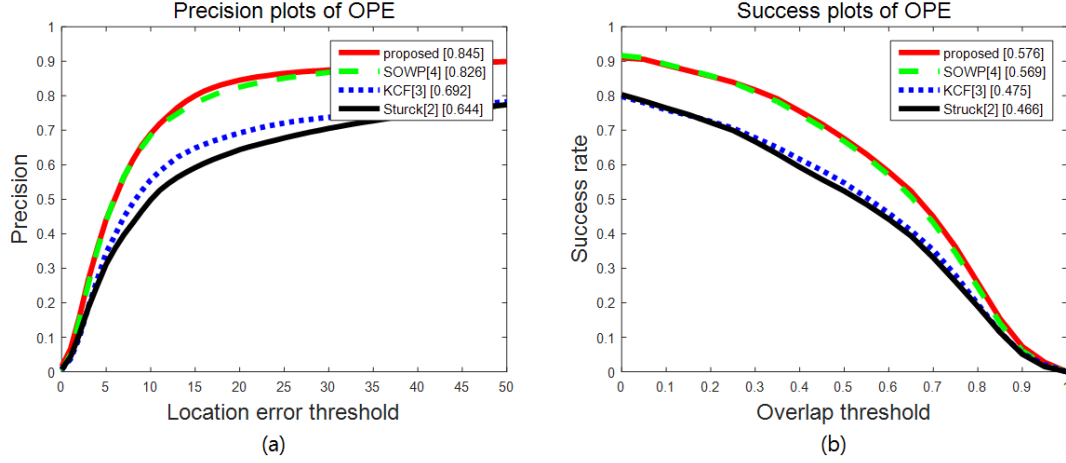 Precision plots of OPE
1
0.9
0.8
0.7
0.6
0.5
0.4
0.3
0.2
0.1
0
Precision
proposed [0.845]
SOWP[4] [0.826]
KCF[3] [0.692]
Sturck[2] [0.644]
0 5 10 15 20 25 30 35 40 45 50
Location error threshold
(a)
Success plots of OPE
1
0.9
0.8
0.7
0.6
0.5
0.4
0.3
0.2
0.1
0
Success rate
proposed [0.576]
SOWP[4] [0.569]
KCF[3] [0.475]
Struck[2] [0.466]
0 0.1 0.2 0.3 0.4 0.5 0.6 0.7 0.8 0.9 1
Overlap threshold
(b)